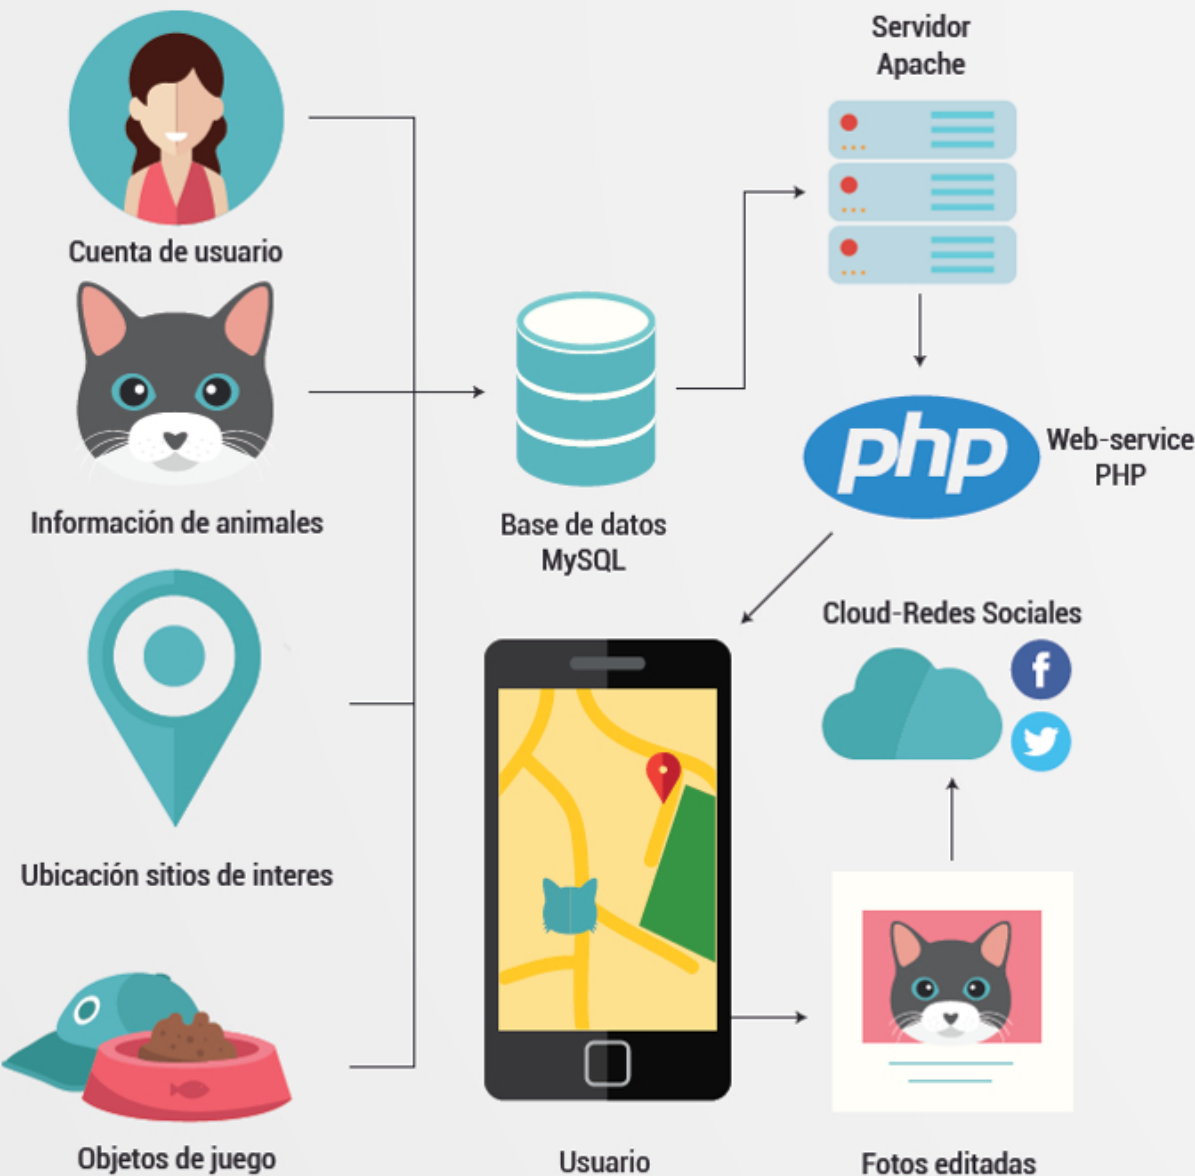 Servidor
Apache
Cuenta de usuario
php
Web-service
PHP
Información de animales
Base de datos
MySQL
Cloud-Redes Sociales
f
Ubicación sitios de interes
Objetos de juego
Usuario
Fotos editadas